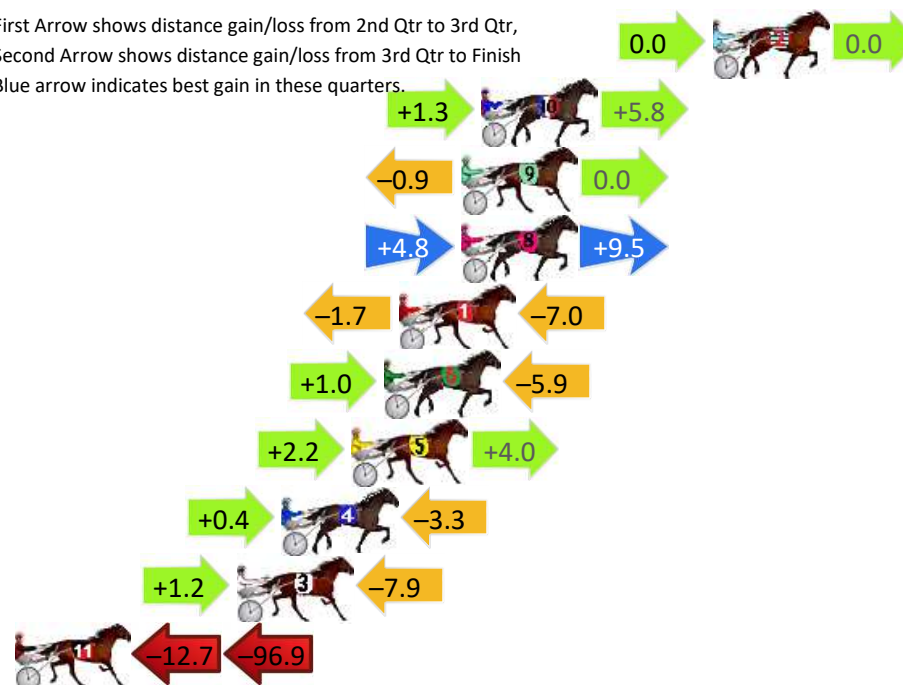 First Arrow shows distance gain/loss from 2nd Qtr to 3rd Qtr,
Second Arrow shows distance gain/loss from 3rd Qtr to Finish
Blue arrow indicates best gain in these quarters.
0.0 2 0.0
+1.3 10 +5.8
–0.9 9 0.0
+4.8 8 +9.5
–1.7 1 –7.0
+1.0 6 –5.9
+2.2 5 +4.0
+0.4 4 –3.3
+1.2 3 –7.9
11 –12.7 –96.9